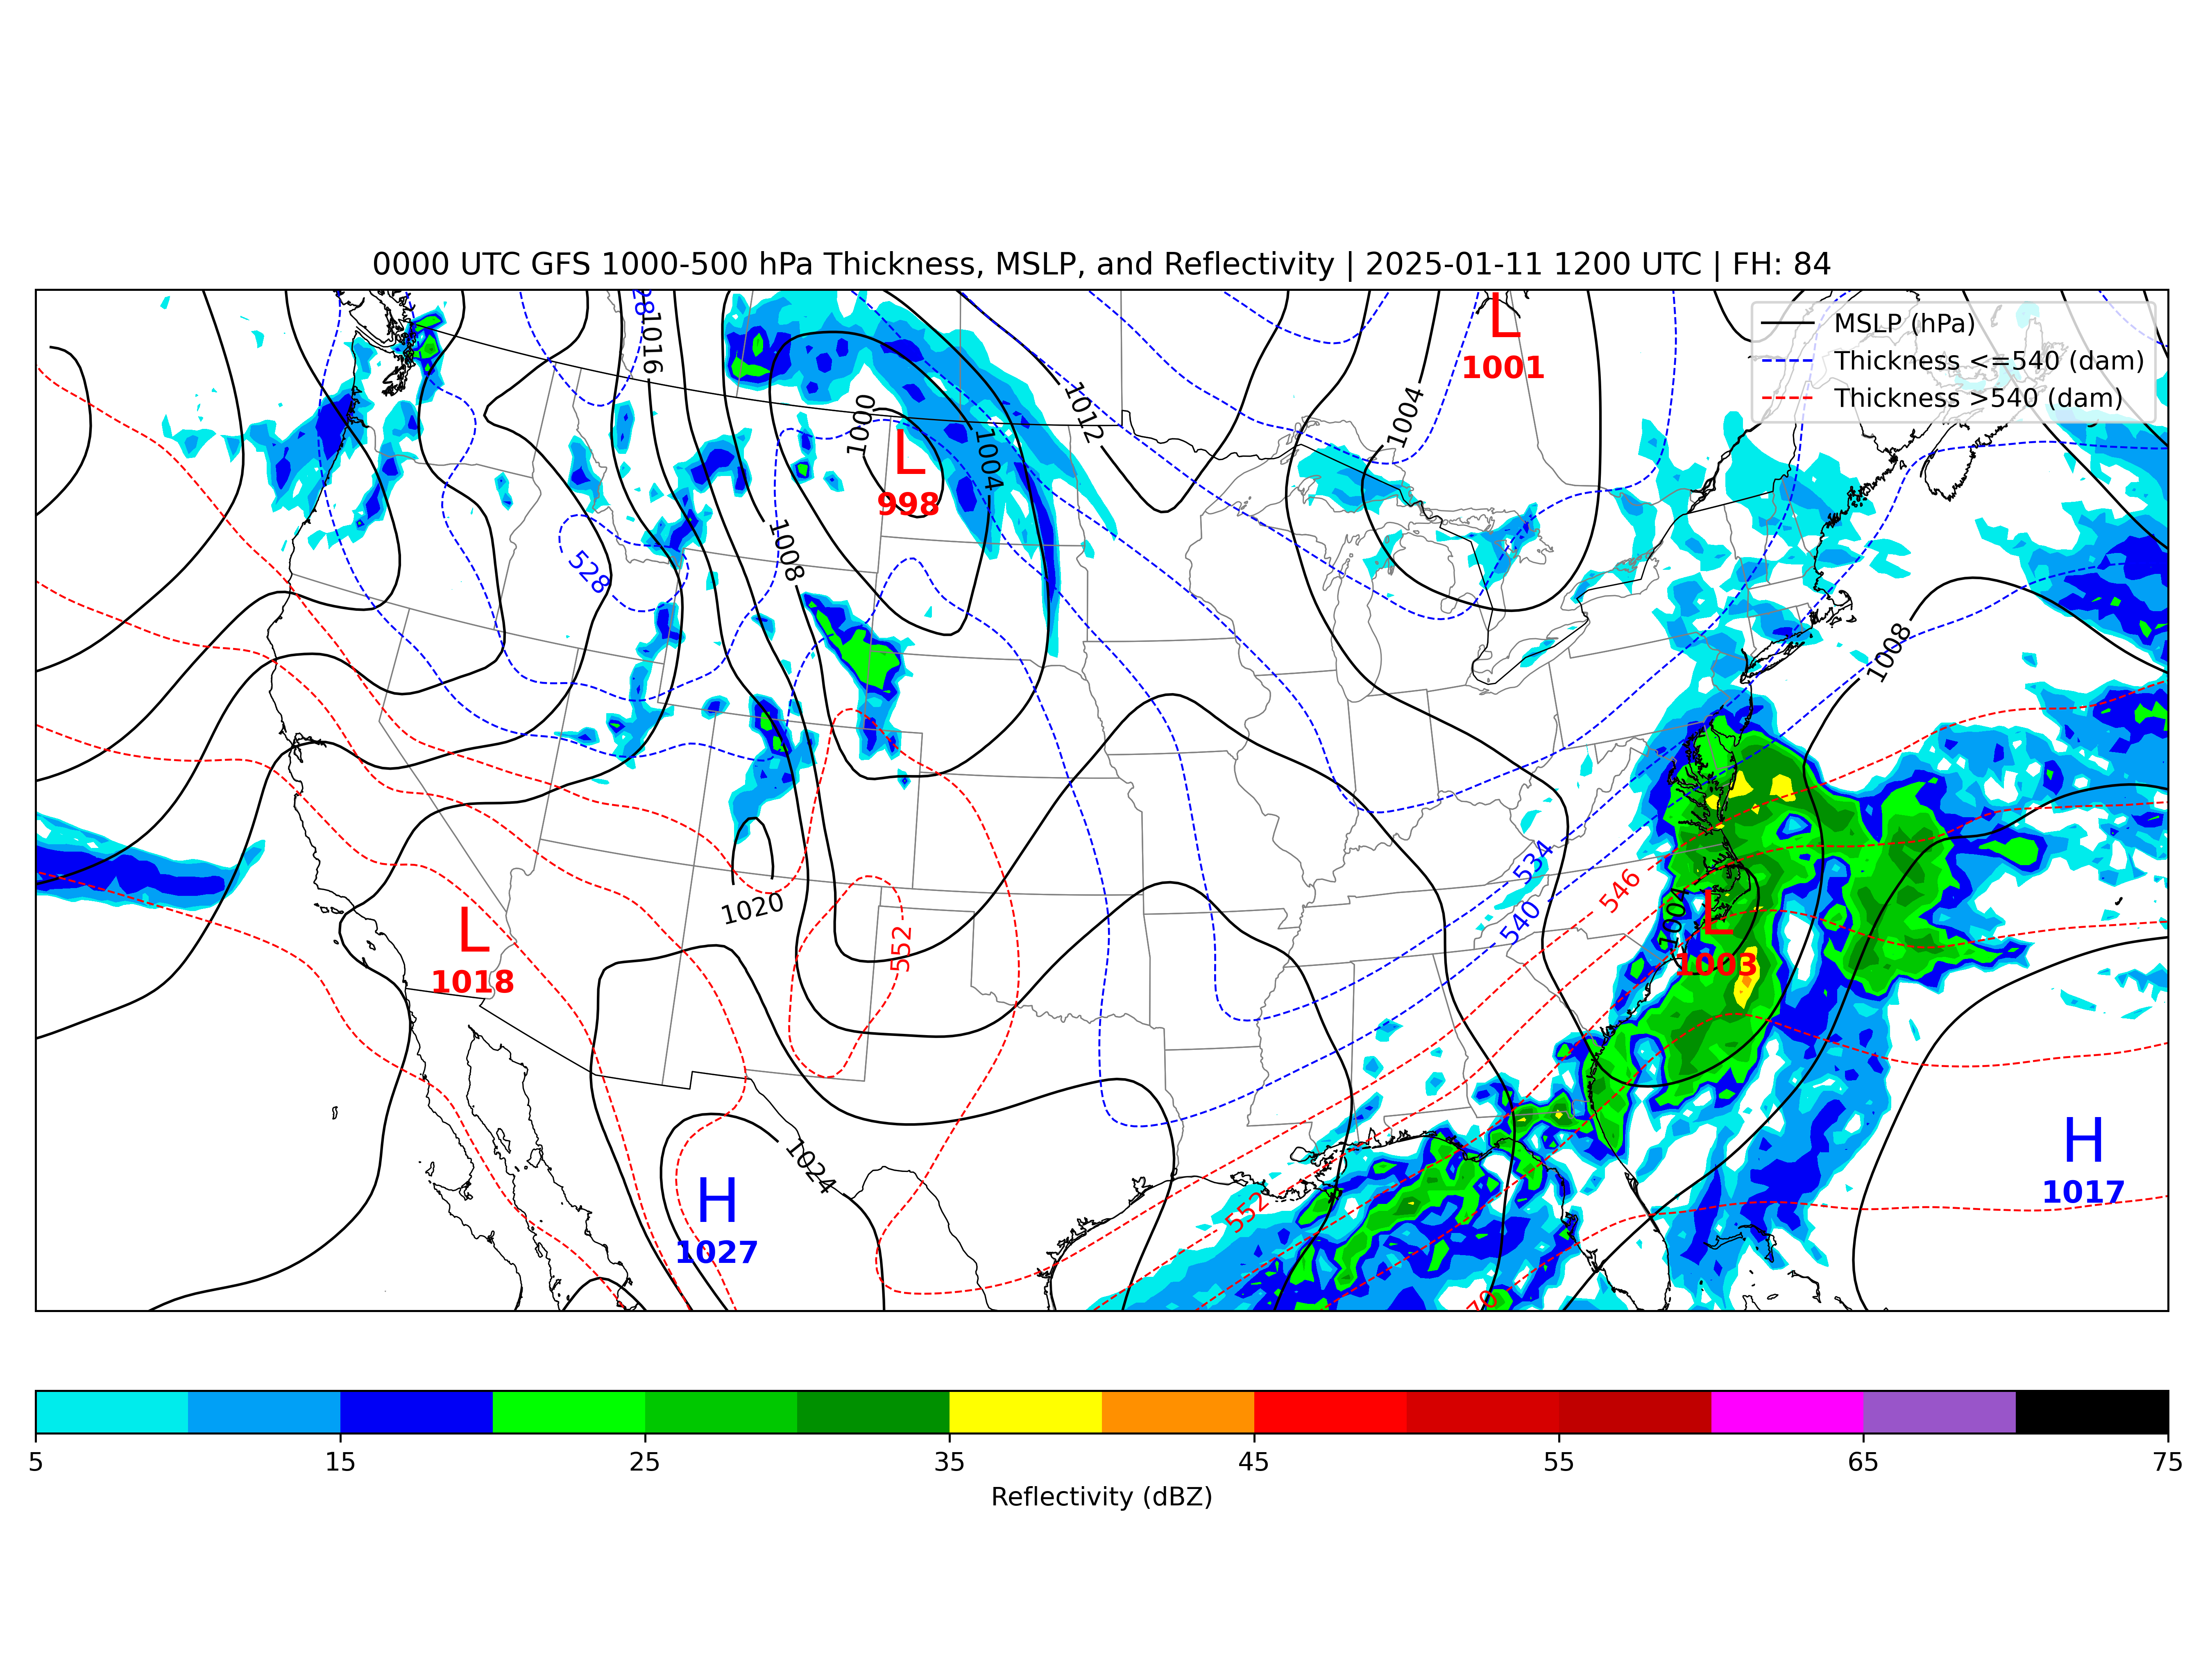 0000 UTC GFS 1000-500 hPa Thickness, MSLP, and Reflectivity | 2025-01-11 1200 UTC | FH: 84
MSLP (hPa)
Thickness <=540 (dam)
Thickness >540 (dam)
L
1001
1016
1012
1004
1000
L
998
1004
1008
528
1008
534
546
540
1020
552
L
1018
1004
L
1003
H
1017
1024
H
1027
552
5 15 25 35 45 55 65 75
Reflectivity (dBZ)